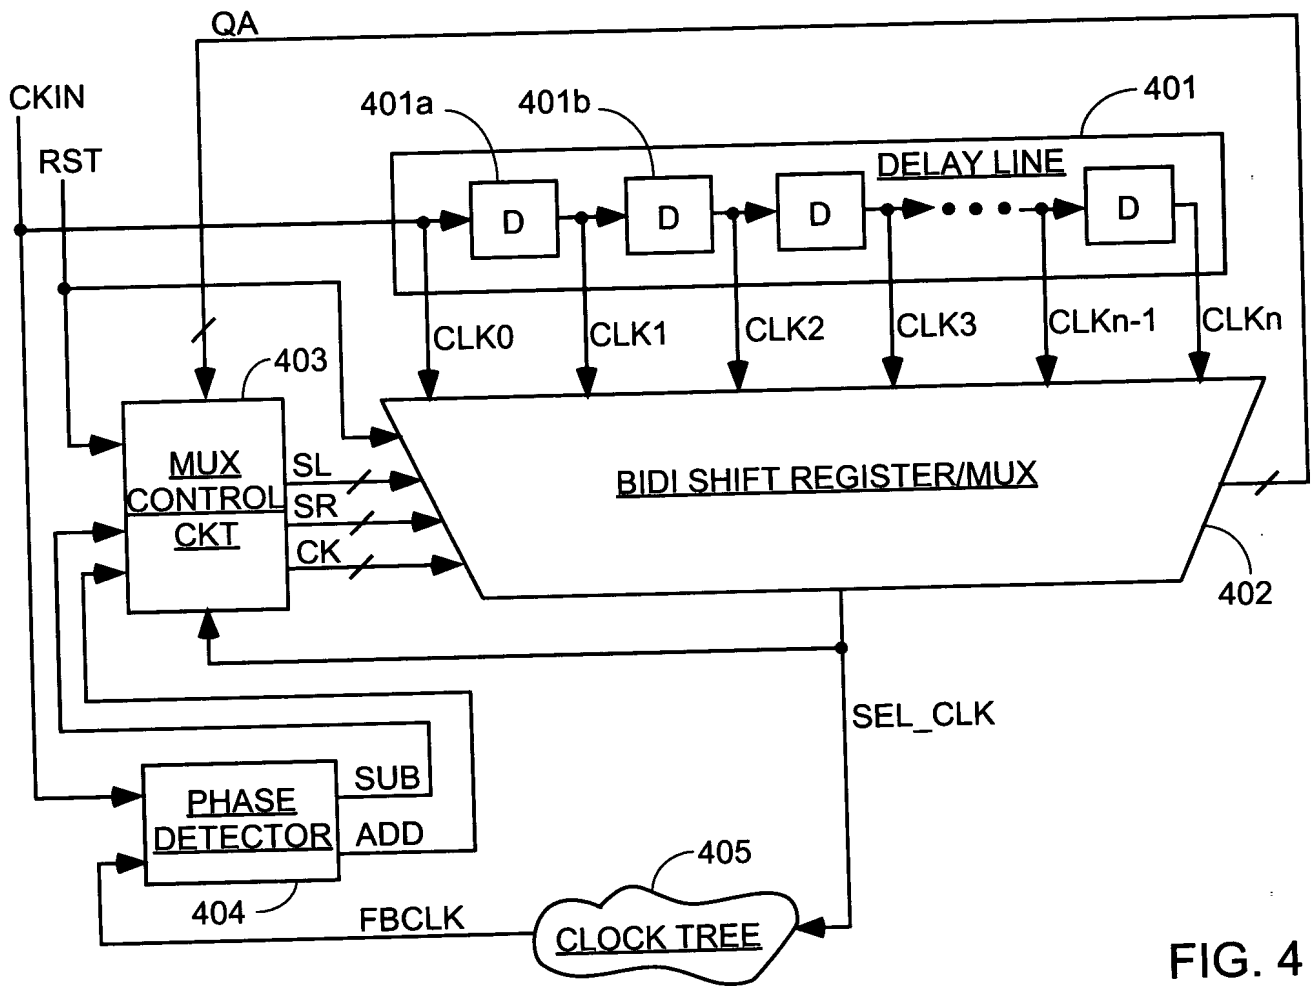 QA
CKIN
RST
401a
401b
401
DELAY LINE
D
D
D
D
CLK0
CLK1
CLK2
CLK3
CLKn-1
CLKn
403
MUX
CONTROL
CKT
SL
SR
CK
BIDI SHIFT REGISTER/MUX
402
SEL_CLK
PHASE
DETECTOR
SUB
ADD
404
405
FBCLK
CLOCK TREE
FIG. 4